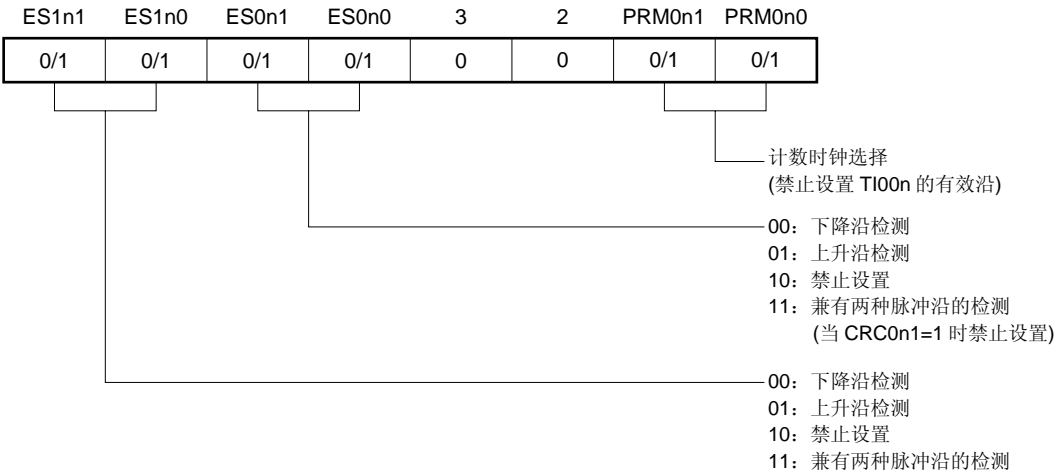 ES1n1 ES1n0 ES0n1 ES0n0 3 2 PRM0n1 PRM0n0
0/1 0/1 0/1 0/1 0 0 0/1 0/1
计数时钟选择
(禁止设置 TI00n 的有效沿)
00：下降沿检测
01：上升沿检测
10：禁止设置
11：兼有两种脉冲沿的检测
(当 CRC0n1=1 时禁止设置)
00：下降沿检测
01：上升沿检测
10：禁止设置
11：兼有两种脉冲沿的检测